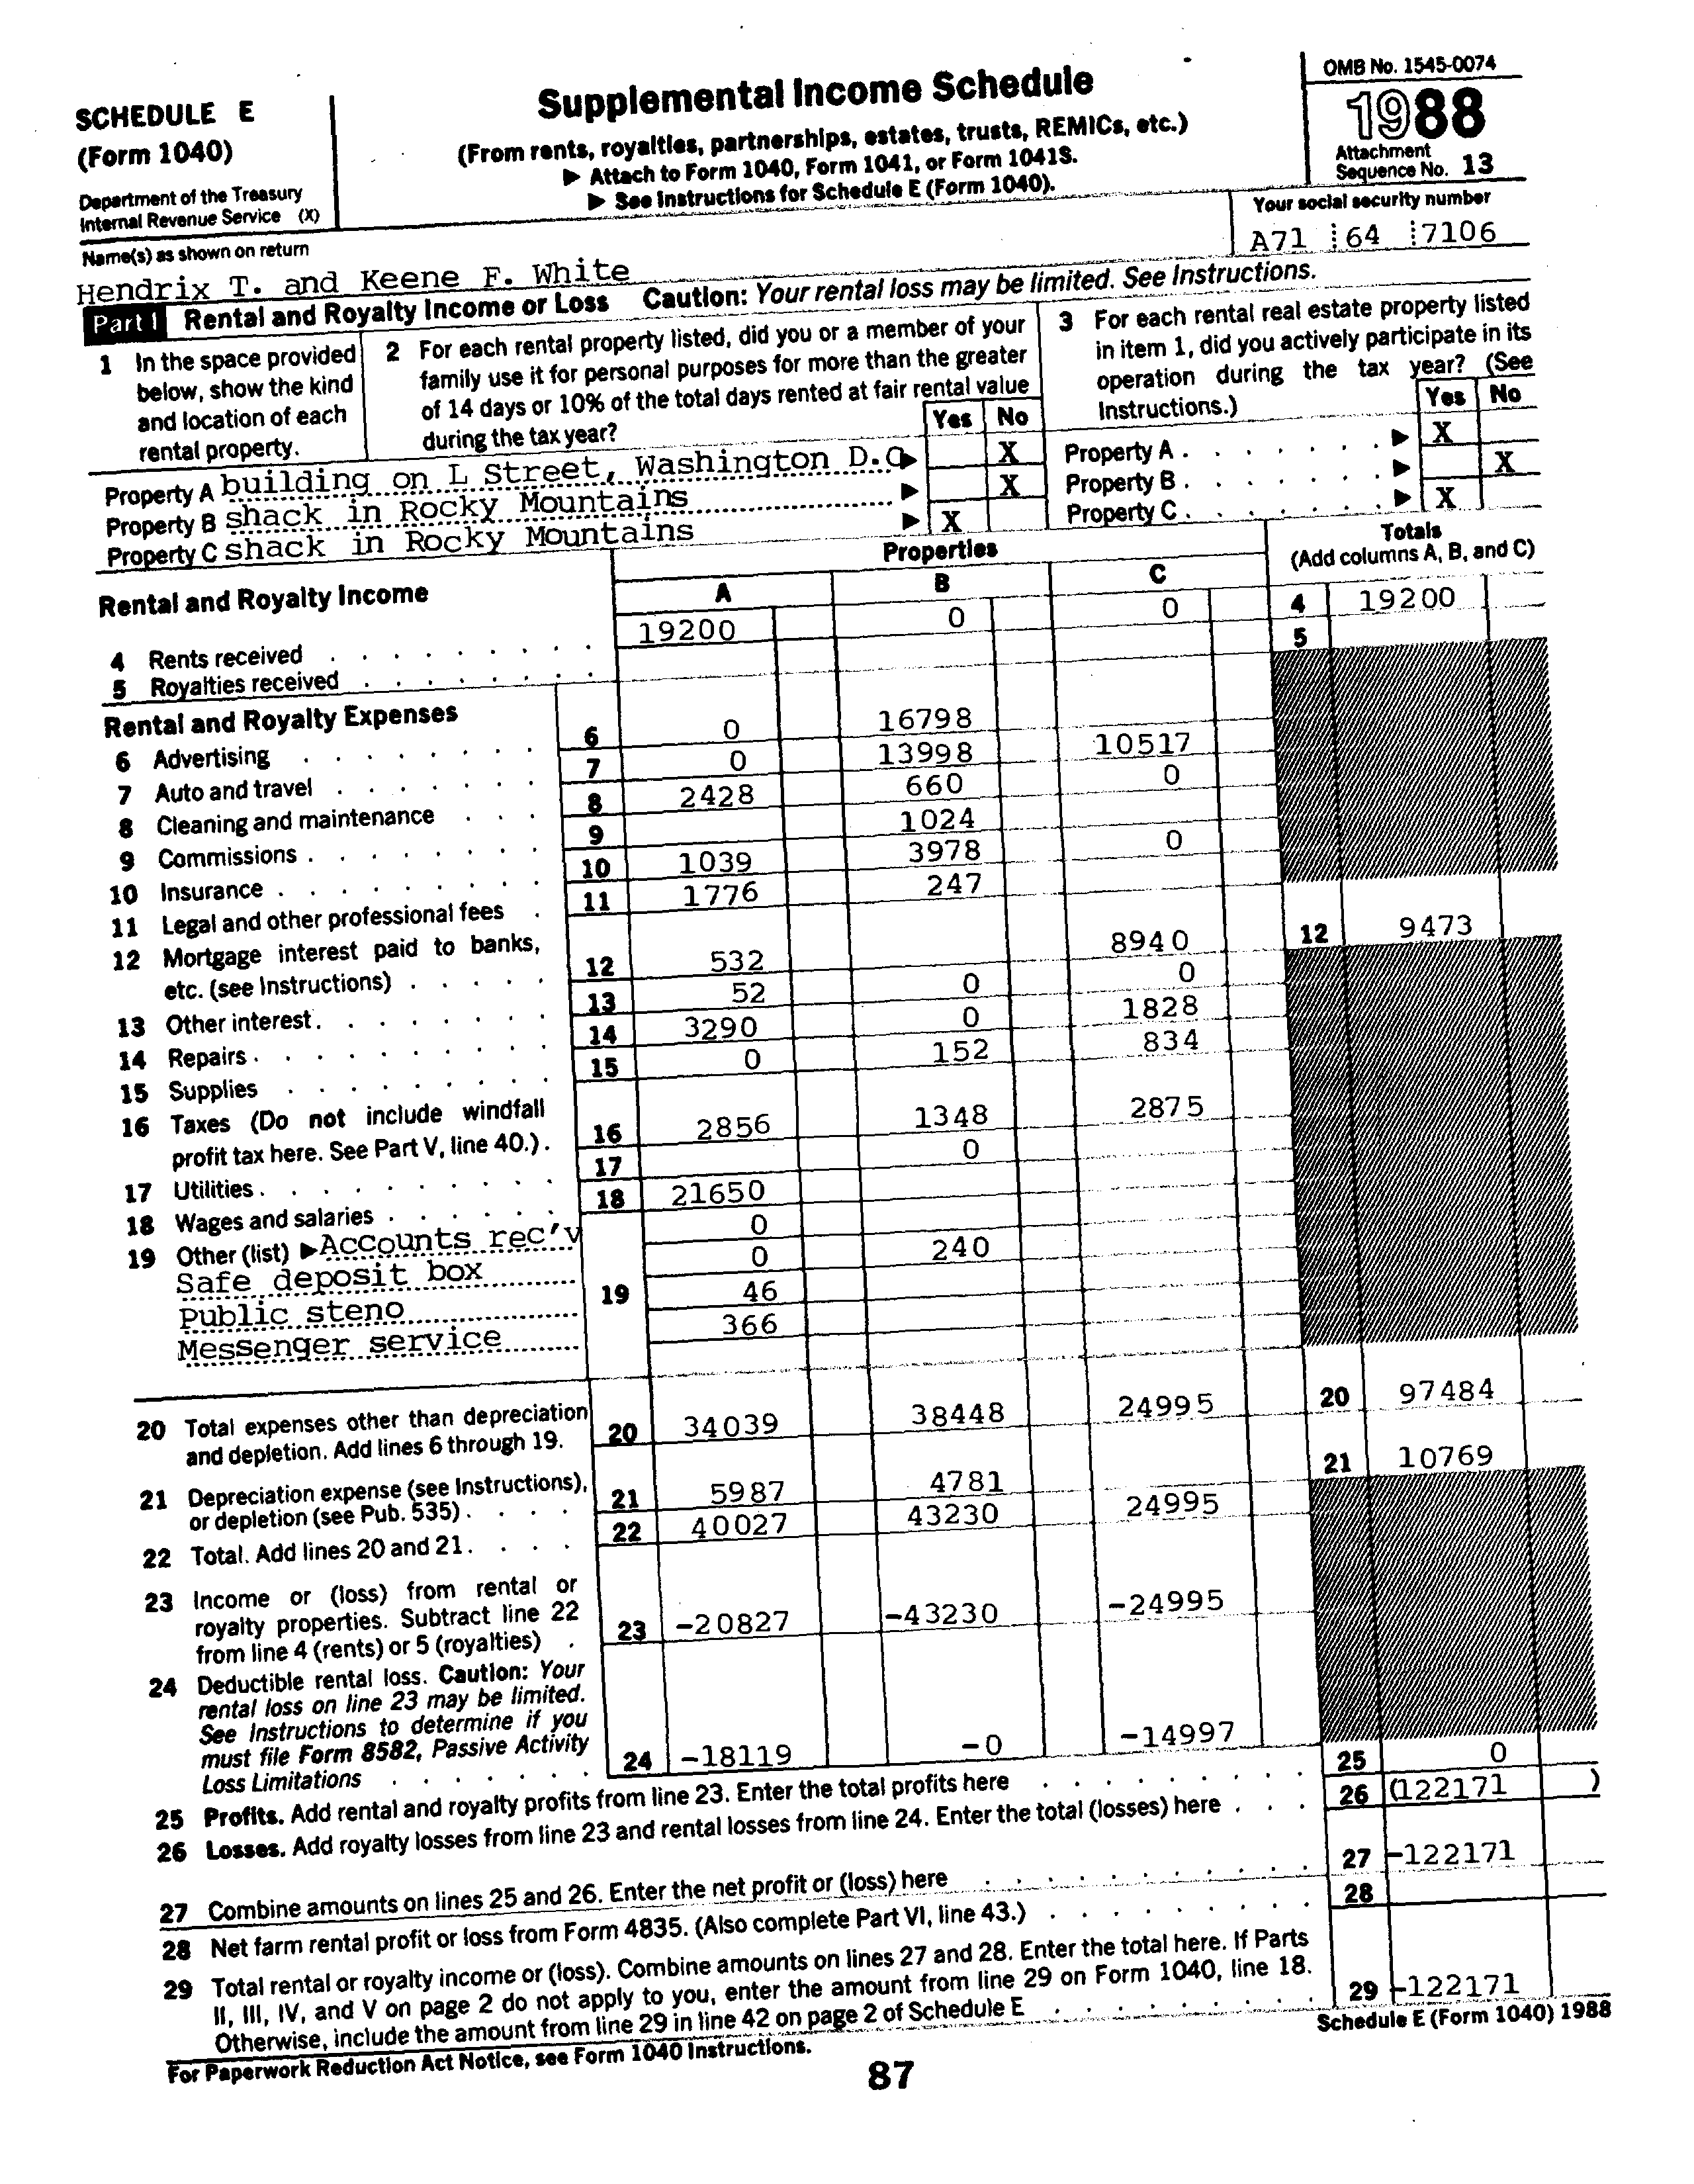 SCHEDULE E
(Form 1040)
Department of the Treasury
Internal Revenue Service (X)
Supplemental Income Schedule
(From rents, royalties, partnerships, estates, trusts, REMICs, etc.)
▶ Attach to Form 1040, Form 1041, or Form 1041S.
▶ See Instructions for Schedule E (Form 1040).
OMB No. 1545-0074
1988
Attachment
Sequence No. 13
Name(s) as shown on return
Hendrix T. and Keene F. White
Your social security number
A71 64 7106
Part I Rental and Royalty Income or Loss Caution: Your rental loss may be limited. See Instructions.
1 In the space provided
below, show the kind
and location of each
rental property.
2 For each rental property listed, did you or a member of your
family use it for personal purposes for more than the greater
of 14 days or 10% of the total days rented at fair rental value
during the tax year?
Yes No
3 For each rental real estate property listed
in item 1, did you actively participate in its
operation during the tax year? (See
Instructions.)
Yes No
Property A building on L Street, Washington D.C ▶ X Property A . . . . . . ▶ X
Property B shack in Rocky Mountains ▶ X Property B . . . . . . ▶ X
Property C shack in Rocky Mountains ▶ X Property C . . . . . . ▶ X
Rental and Royalty Income
Properties
A B C
Totals
(Add columns A, B, and C)
4 Rents received 19200 0 0 4 19200
5 Royalties received 5
Rental and Royalty Expenses
6 Advertising 6 0 16798
7 Auto and travel 7 0 13998 10517
8 Cleaning and maintenance 8 2428 660 0
9 Commissions 9 1024
10 Insurance 10 1039 3978 0
11 Legal and other professional fees 11 1776 247
12 Mortgage interest paid to banks,
etc. (see Instructions) 12 532 8940 12 9473
13 Other interest 13 52 0 0
14 Repairs 14 3290 0 1828
15 Supplies 15 0 152 834
16 Taxes (Do not include windfall
profit tax here. See Part V, line 40.) 16 2856 1348 2875
17 Utilities 17 0
18 Wages and salaries 18 21650
19 Other (list) ▶ Accounts rec'v 0
Safe deposit box 0 240
Public steno 19 46
Messenger service 366
20 Total expenses other than depreciation
and depletion. Add lines 6 through 19. 20 34039 38448 24995 20 97484
21 Depreciation expense (see Instructions),
or depletion (see Pub. 535) 21 5987 4781 21 10769
22 Total. Add lines 20 and 21 22 40027 43230 24995
23 Income or (loss) from rental or
royalty properties. Subtract line 22
from line 4 (rents) or 5 (royalties) 23 -20827 -43230 -24995
24 Deductible rental loss. Caution: Your
rental loss on line 23 may be limited.
See Instructions to determine if you
must file Form 8582, Passive Activity
Loss Limitations 24 -18119 -0 -14997
25 Profits. Add rental and royalty profits from line 23. Enter the total profits here 25 0
26 Losses. Add royalty losses from line 23 and rental losses from line 24. Enter the total (losses) here 26 (122171 )
27 Combine amounts on lines 25 and 26. Enter the net profit or (loss) here 27 -122171
28 Net farm rental profit or loss from Form 4835. (Also complete Part VI, line 43.) 28
29 Total rental or royalty income or (loss). Combine amounts on lines 27 and 28. Enter the total here. If Parts
II, III, IV, and V on page 2 do not apply to you, enter the amount from line 29 on Form 1040, line 18.
Otherwise, include the amount from line 29 in line 42 on page 2 of Schedule E 29 -122171
For Paperwork Reduction Act Notice, see Form 1040 Instructions.
Schedule E (Form 1040) 1988
87